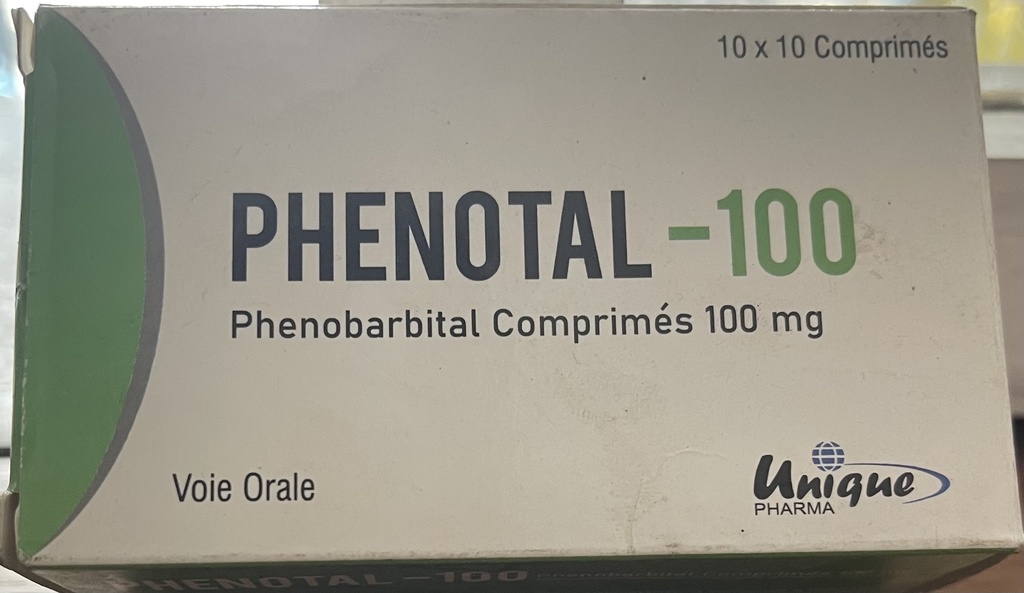 10 x 10 Comprimés
PHENOTAL -100
Phenobarbital Comprimés 100 mg
Voie Orale
Unique
PHARMA
PHENOTAL -100